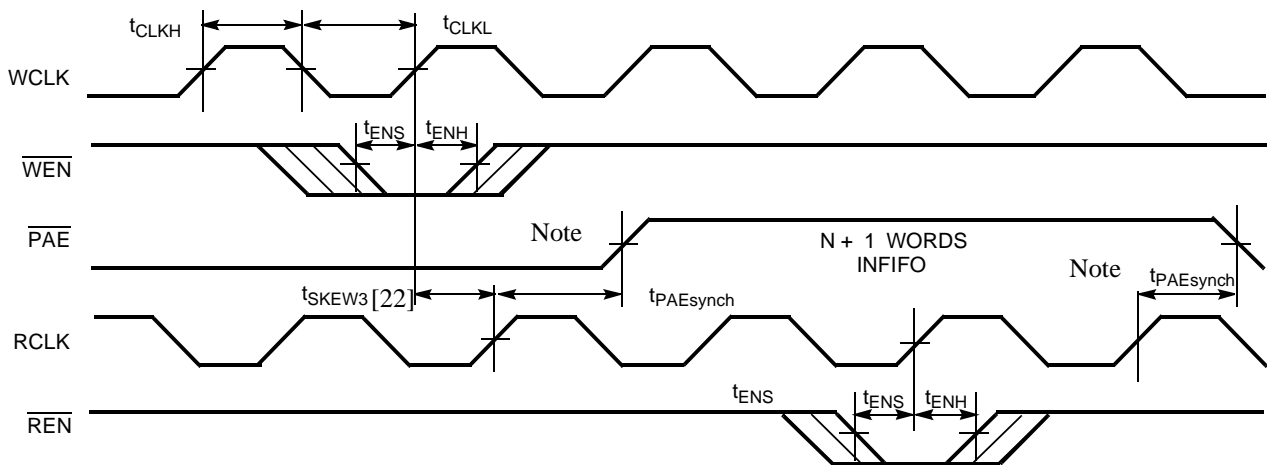 tCLKH
tCLKL
WCLK
tENS tENH
WEN
PAE
Note
N + 1 WORDS
INFIFO
Note
tSKEW3 [22]
tPAEsynch
tPAEsynch
RCLK
tENS
tENS tENH
REN